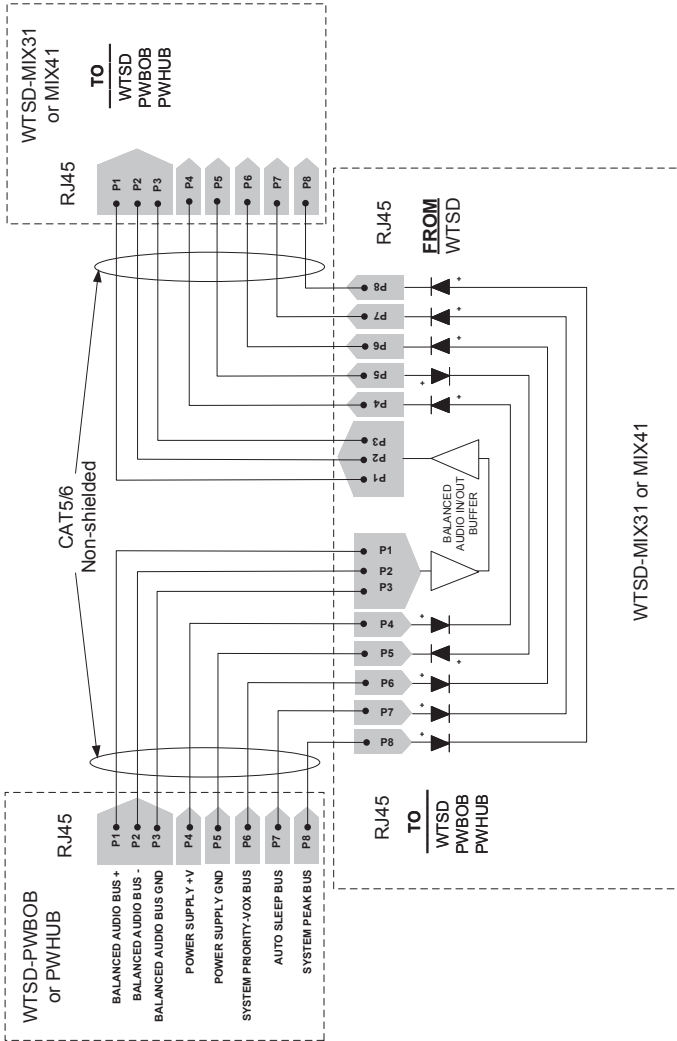 WTSD-PWBOB
or PWHUB
RJ45
BALANCED AUDIO BUS +
BALANCED AUDIO BUS -
BALANCED AUDIO BUS GND
POWER SUPPLY +V
POWER SUPPLY GND
SYSTEM PRIORITY-VOX BUS
AUTO SLEEP BUS
SYSTEM PEAK BUS
P1
P2
P3
P4
P5
P6
P7
P8
CAT5/6
Non-shielded
WTSD-MIX31
or MIX41
TO
WTSD
PWBOB
PWHUB
RJ45
P1
P2
P3
P4
P5
P6
P7
P8
RJ45
TO
WTSD
PWBOB
PWHUB
P8
P7
P6
P5
P4
P3
P2
P1
+
+
+
+
+
BALANCED
AUDIO IN/OUT
BUFFER
P1
P2
P3
P4
P5
P6
P7
P8
+
+
+
+
+
RJ45
FROM
WTSD
WTSD-MIX31 or MIX41